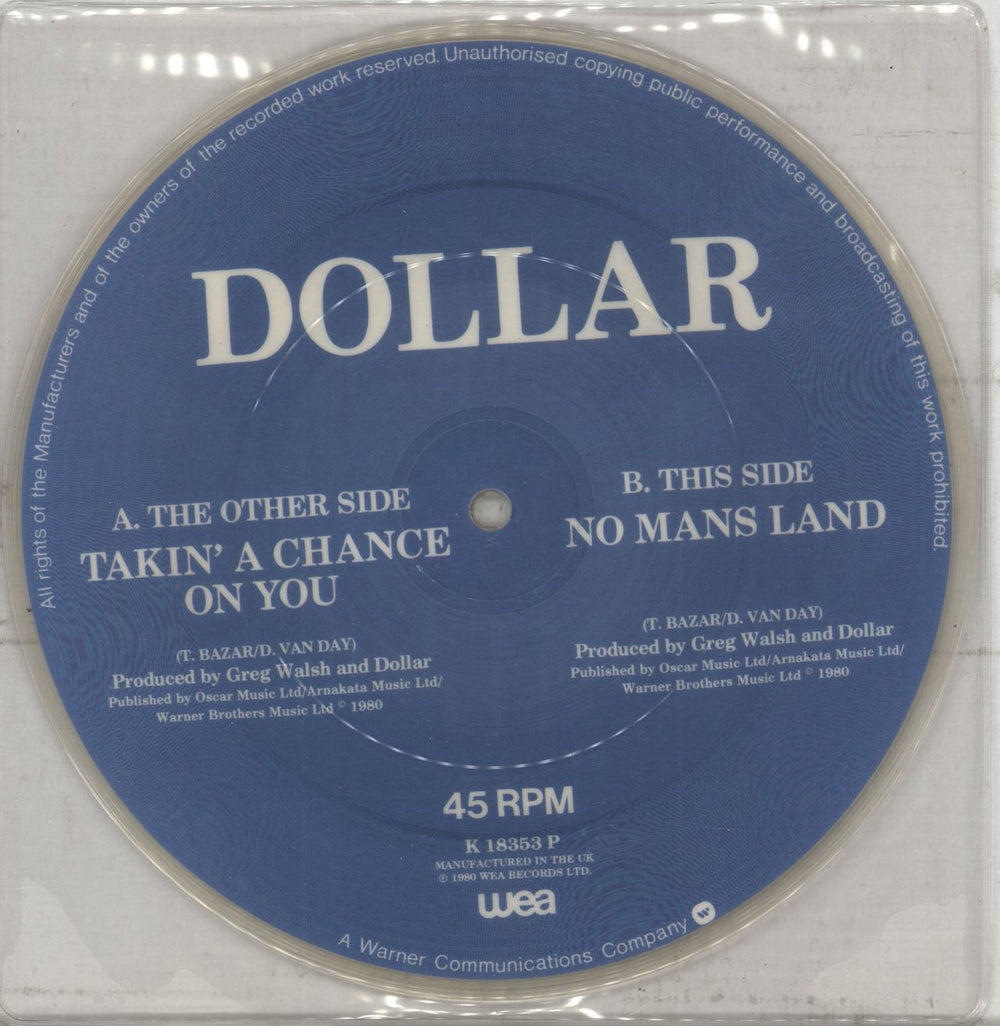 All rights of the Manufacturers and of the owners of the recorded work reserved. Unauthorised copying public performance and broadcasting of this work prohibited.
DOLLAR
A. THE OTHER SIDE
TAKIN' A CHANCE
ON YOU
(T. BAZAR/D. VAN DAY)
Produced by Greg Walsh and Dollar
Published by Oscar Music Ltd/Arnakata Music Ltd/
Warner Brothers Music Ltd © 1980
B. THIS SIDE
NO MANS LAND
(T. BAZAR/D. VAN DAY)
Produced by Greg Walsh and Dollar
Published by Oscar Music Ltd/Arnakata Music Ltd/
Warner Brothers Music Ltd © 1980
45 RPM
K 18353 P
MANUFACTURED IN THE UK
℗ 1980 WEA RECORDS LTD.
wea
A Warner Communications Company